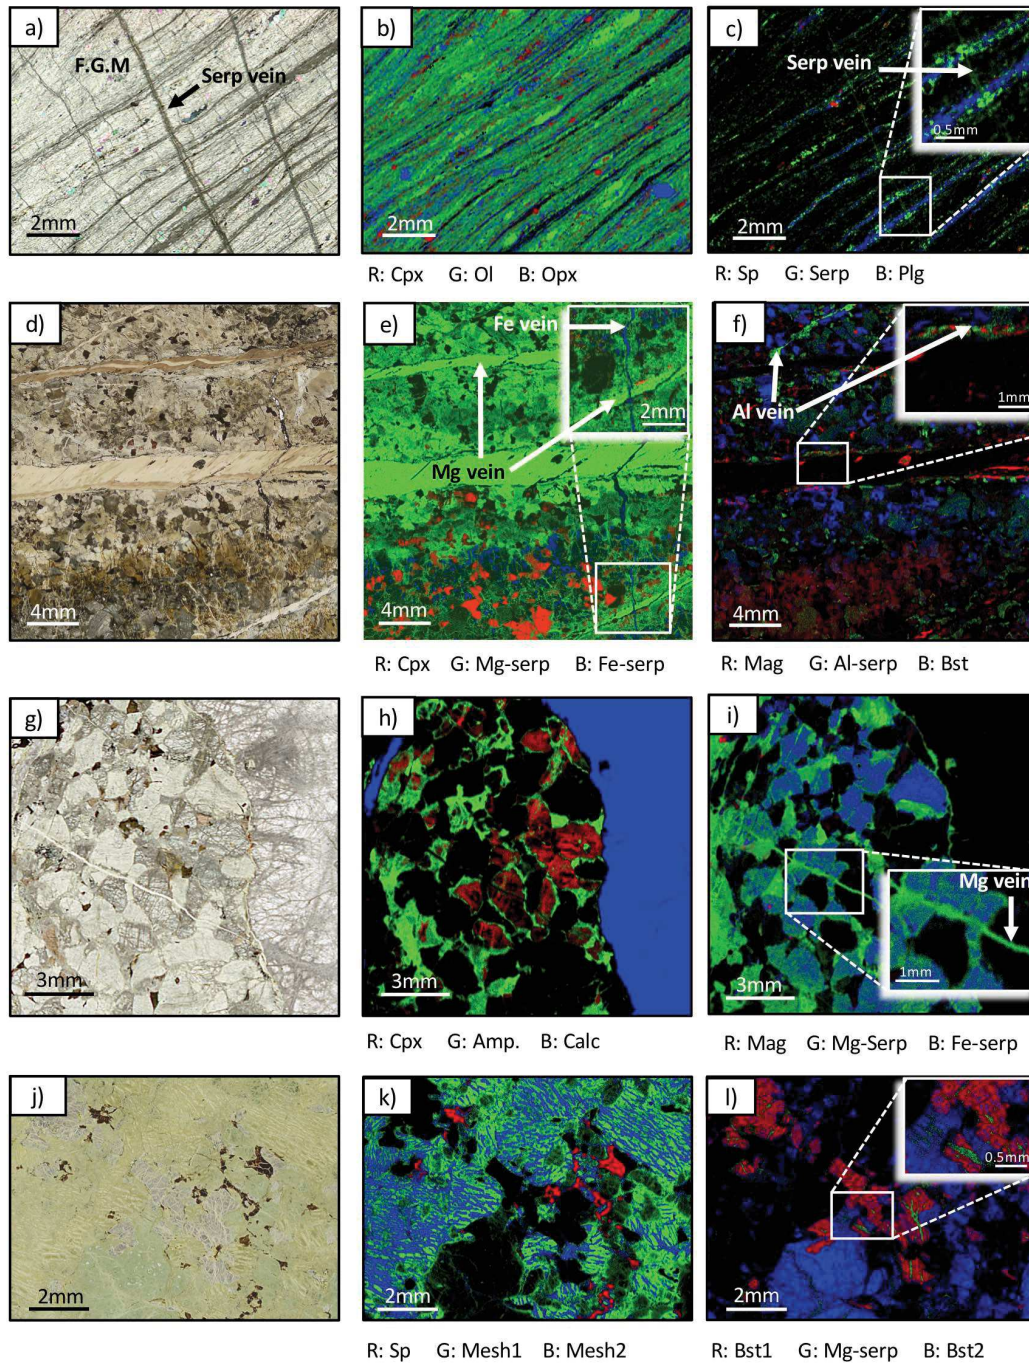 a)
F.G.M
Serp vein
2mm
b)
2mm
R: Cpx G: Ol B: Opx
c)
Serp vein
0.5mm
2mm
R: Sp G: Serp B: Plg
d)
4mm
e)
Fe vein
2mm
Mg vein
4mm
R: Cpx G: Mg-serp B: Fe-serp
f)
Al vein
1mm
4mm
R: Mag G: Al-serp B: Bst
g)
3mm
h)
3mm
R: Cpx G: Amp. B: Calc
i)
Mg vein
1mm
3mm
R: Mag G: Mg-Serp B: Fe-serp
j)
2mm
k)
2mm
R: Sp G: Mesh1 B: Mesh2
l)
0.5mm
2mm
R: Bst1 G: Mg-serp B: Bst2